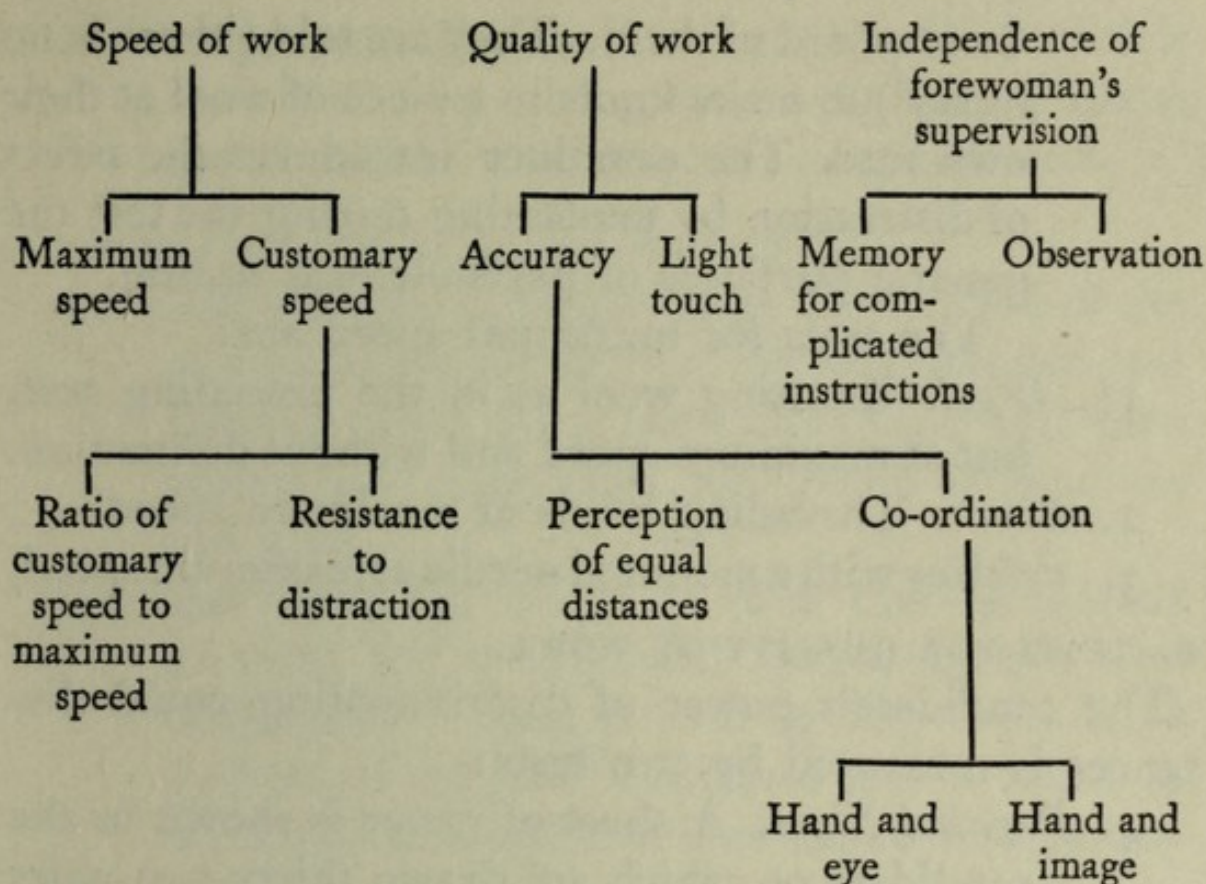 Speed of work
Quality of work
Independence of
forewoman's
supervision
Maximum
speed
Customary
speed
Accuracy
Light
touch
Memory
for com-
plicated
instructions
Observation
Ratio of
customary
speed to
maximum
speed
Resistance
to
distraction
Perception
of equal
distances
Co-ordination
Hand and
eye
Hand and
image